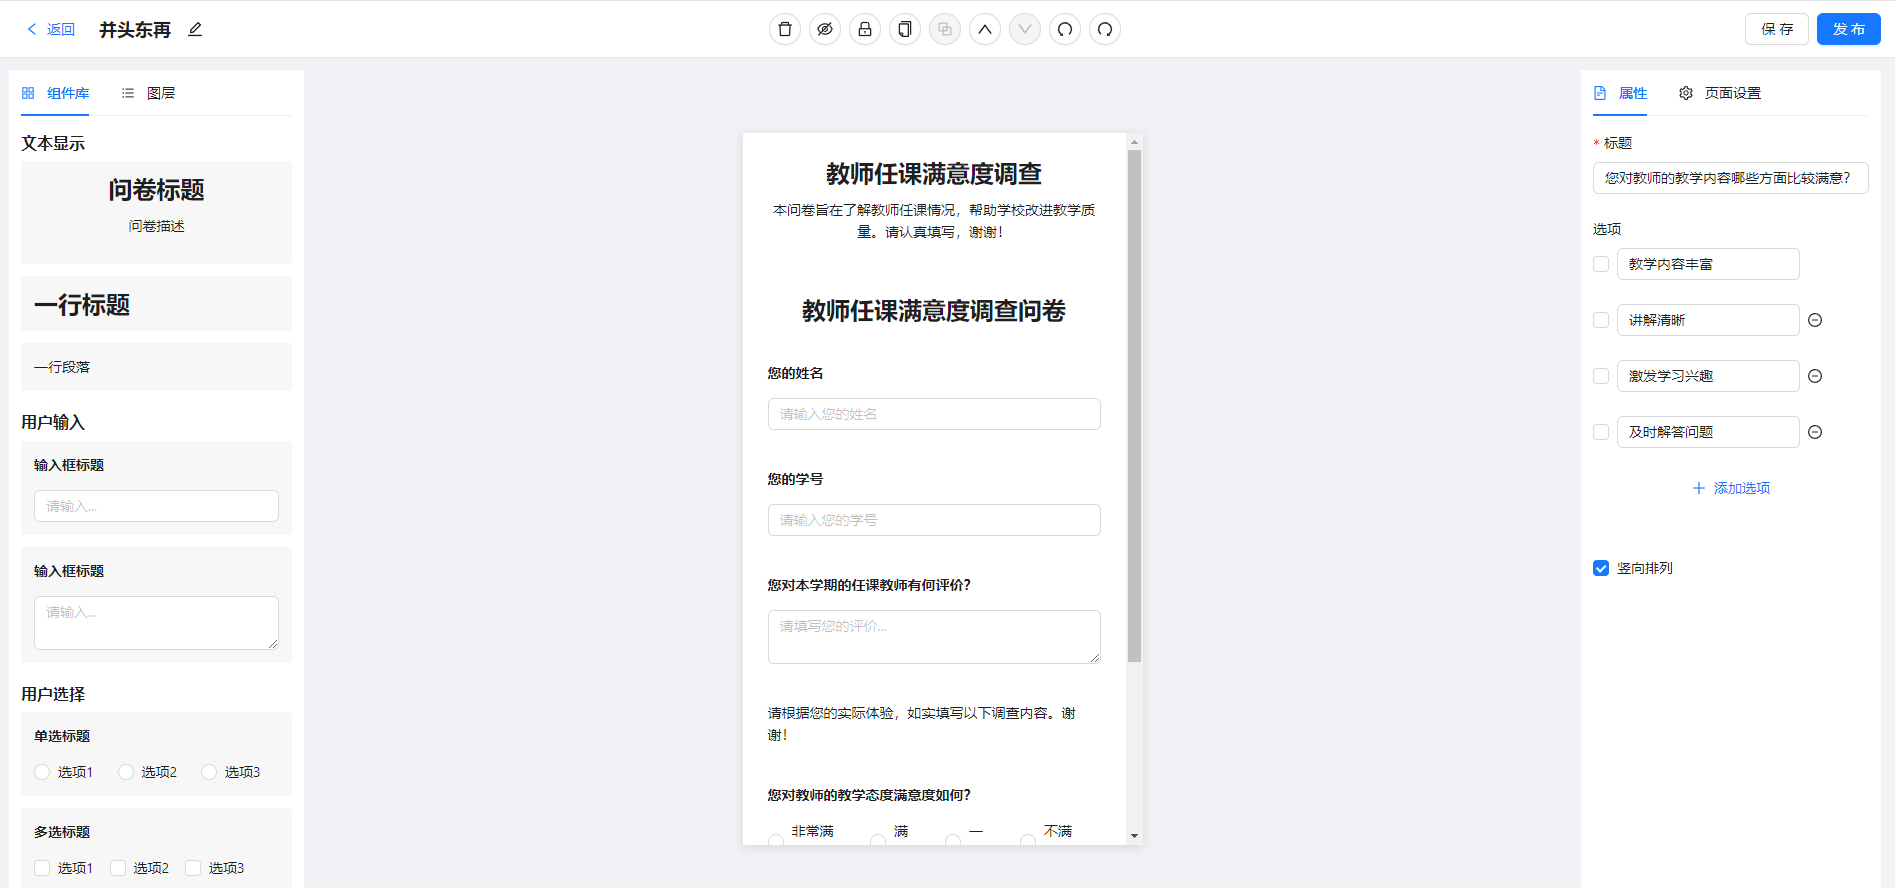 返回
并头东再
保 存
发 布
组件库
图层
文本显示
问卷标题
问卷描述
一行标题
一行段落
用户输入
输入框标题
请输入...
输入框标题
请输入...
用户选择
单选标题
选项1
选项2
选项3
多选标题
选项1
选项2
选项3
教师任课满意度调查
本问卷旨在了解教师任课情况，帮助学校改进教学质
量。请认真填写，谢谢！
教师任课满意度调查问卷
您的姓名
请输入您的姓名
您的学号
请输入您的学号
您对本学期的任课教师有何评价？
请填写您的评价...
请根据您的实际体验，如实填写以下调查内容。谢
谢！
您对教师的教学态度满意度如何？
非常满
满
一
不满
属性
页面设置
* 标题
您对教师的教学内容哪些方面比较满意？
选项
教学内容丰富
讲解清晰
激发学习兴趣
及时解答问题
添加选项
竖向排列